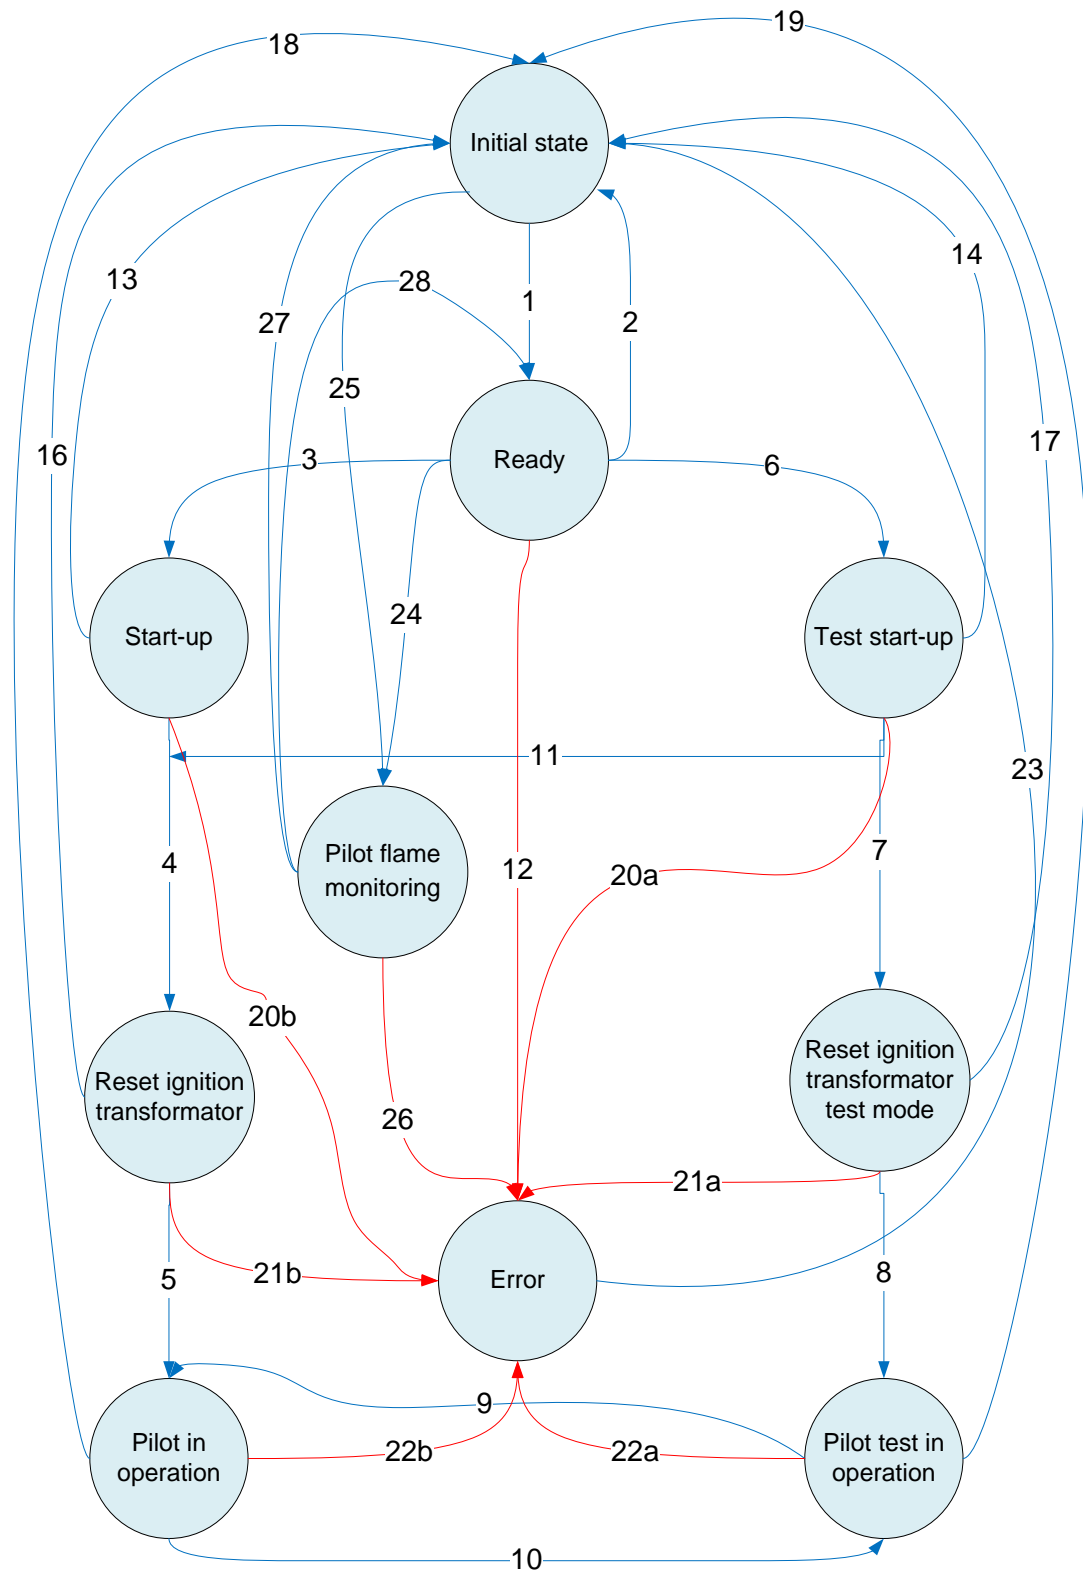 19
18
Initial state
14
13
28
1
2
27
25
17
16
3
Ready
6
24
Start-up
Test start-up
11
23
7
Pilot flame
monitoring
4
12
20a
20b
Reset ignition
transformator
test mode
Reset ignition
transformator
26
21a
21b
5
Error
8
9
22b
22a
Pilot in
operation
Pilot test in
operation
10